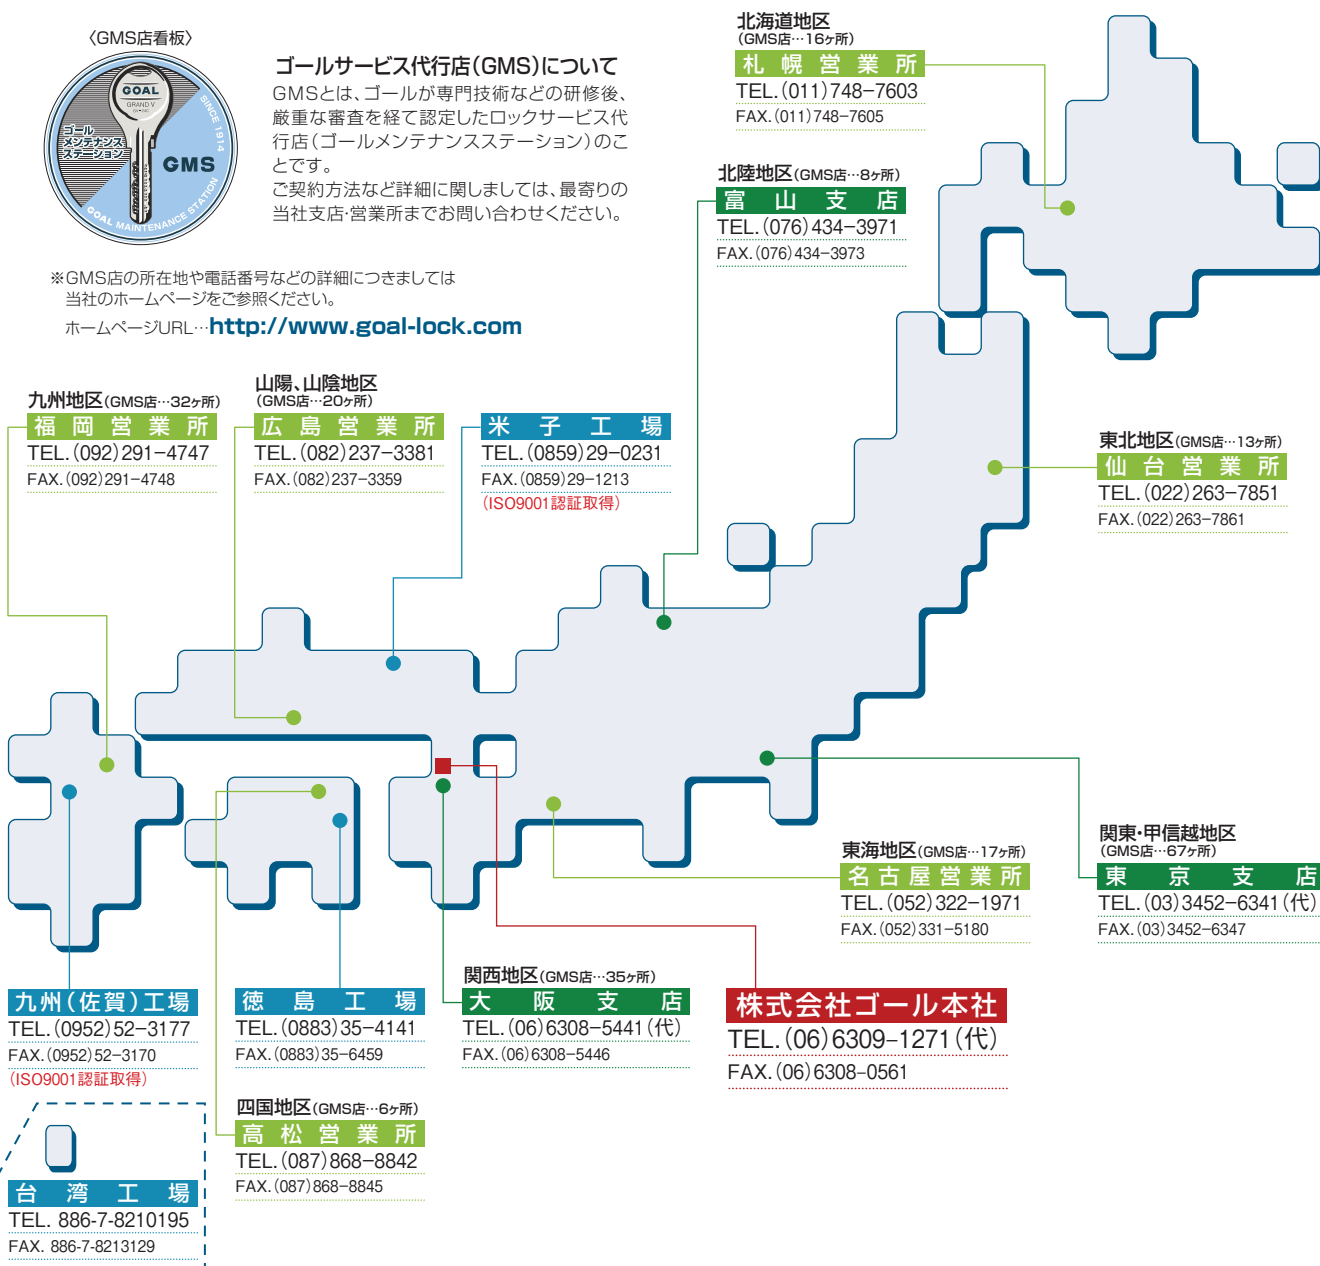 〈GMS店看板〉
GOAL
GRAND V
ゴール
メンテナンス
ステーション
GMS
SINCE 1914
GOAL MAINTENANCE STATION
ゴールサービス代行店(GMS)について
GMSとは、ゴールが専門技術などの研修後、
厳重な審査を経て認定したロックサービス代
行店(ゴールメンテナンスステーション)のこ
とです。
ご契約方法など詳細に関しましては、最寄りの
当社支店・営業所までお問い合わせください。
※GMS店の所在地や電話番号などの詳細につきましては
当社のホームページをご参照ください。
ホームページURL…http://www.goal-lock.com
北海道地区
(GMS店…16ヶ所)
札幌営業所
TEL.(011)748-7603
FAX.(011)748-7605
北陸地区(GMS店…8ヶ所)
富山支店
TEL.(076)434-3971
FAX.(076)434-3973
九州地区(GMS店…32ヶ所)
福岡営業所
TEL.(092)291-4747
FAX.(092)291-4748
山陽、山陰地区
(GMS店…20ヶ所)
広島営業所
TEL.(082)237-3381
FAX.(082)237-3359
米子工場
TEL.(0859)29-0231
FAX.(0859)29-1213
(ISO9001認証取得)
東北地区(GMS店…13ヶ所)
仙台営業所
TEL.(022)263-7851
FAX.(022)263-7861
東海地区(GMS店…17ヶ所)
名古屋営業所
TEL.(052)322-1971
FAX.(052)331-5180
関東・甲信越地区
(GMS店…67ヶ所)
東京支店
TEL.(03)3452-6341(代)
FAX.(03)3452-6347
九州(佐賀)工場
TEL.(0952)52-3177
FAX.(0952)52-3170
(ISO9001認証取得)
徳島工場
TEL.(0883)35-4141
FAX.(0883)35-6459
関西地区(GMS店…35ヶ所)
大阪支店
TEL.(06)6308-5441(代)
FAX.(06)6308-5446
株式会社ゴール本社
TEL.(06)6309-1271(代)
FAX.(06)6308-0561
四国地区(GMS店…6ヶ所)
高松営業所
TEL.(087)868-8842
FAX.(087)868-8845
台湾工場
TEL. 886-7-8210195
FAX. 886-7-8213129